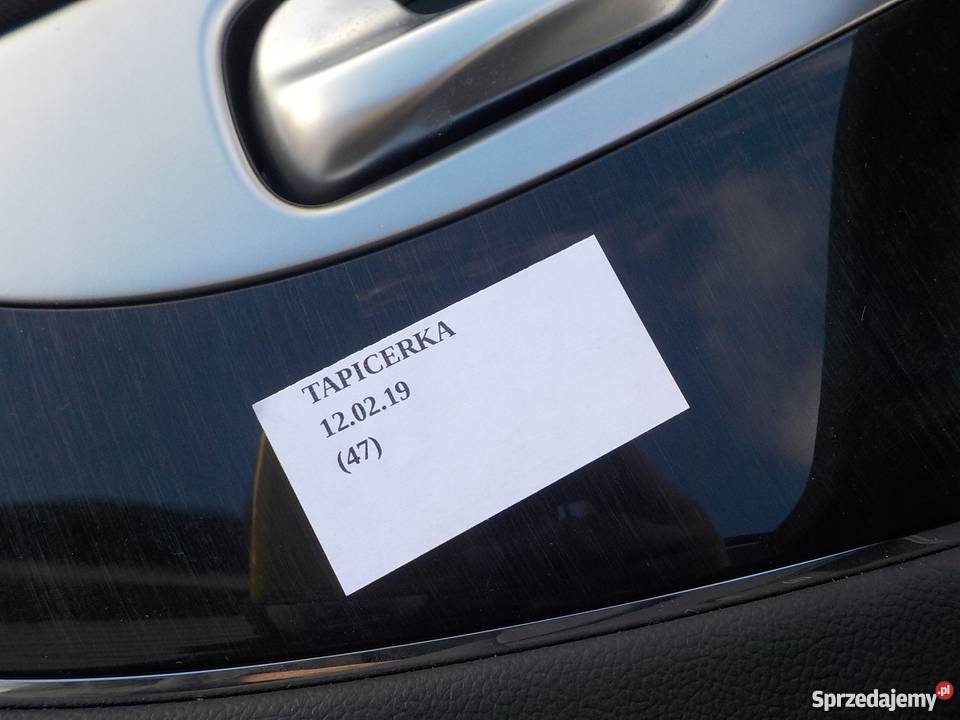 TAPICERKA
12.02.19
(47)
Sprzedajemy.pl